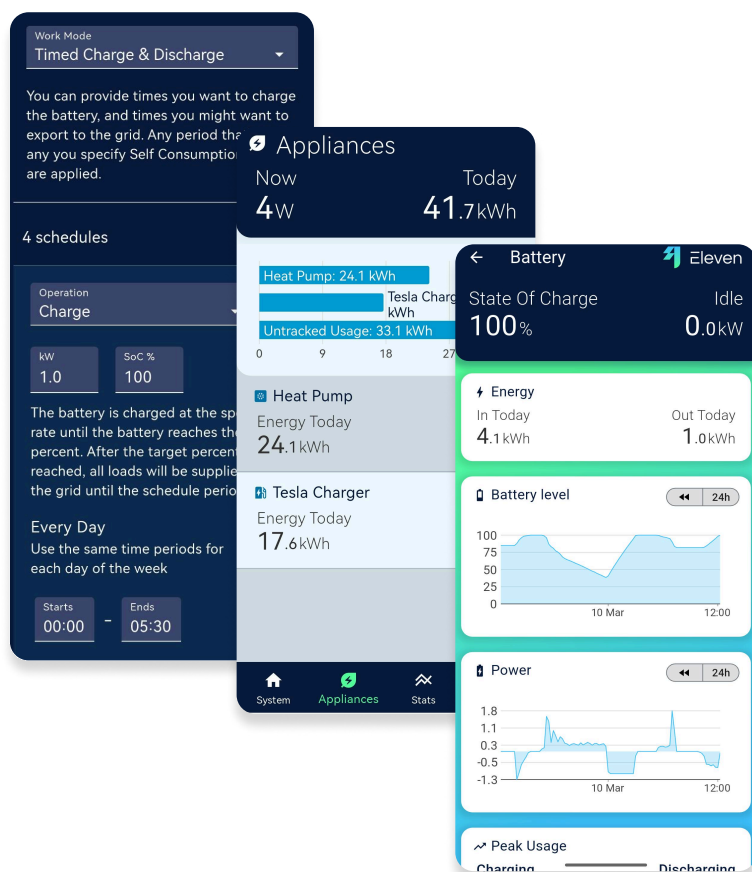 Work Mode
Timed Charge & Discharge
You can provide times you want to charge
the battery, and times you might want to
export to the grid. Any period
any you specify Self
are applied.
4 schedules
Operation
Charge
kW
1.0
SoC %
100
The battery is charged at the
rate until the battery reaches
percent. After the target
reached, all loads will be
the grid until the schedule
Every Day
Use the same time periods for
each day of the week
Starts
00:00
-
Ends
05:30
Appliances
Now
Today
4W
41.7kWh
Heat Pump: 24.1 kWh
Tesla
kWh
Untracked Usage: 33.1 kWh
0 9 18 27
Heat Pump
Energy Today
24.1kWh
Tesla Charger
Energy Today
17.6kWh
System
Appliances
Stats
Battery
Eleven
State Of Charge
Idle
100%
0.0kW
Energy
In Today
Out Today
4.1kWh
1.0kWh
Battery level
24h
100
75
50
25
0
10 Mar 12:00
Power
24h
1.8
1.1
0.3
-0.5
-1.3
10 Mar 12:00
Peak Usage
Charging
Discharging